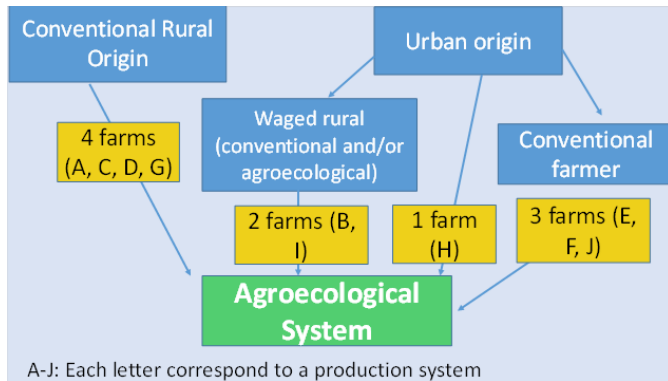 Conventional Rural
Origin
Urban origin
Waged rural
(conventional and/or
agroecological)
Conventional
farmer
4 farms
(A, C, D, G)
2 farms (B,
I)
1 farm
(H)
3 farms (E,
F, J)
Agroecological
System
A-J: Each letter correspond to a production system